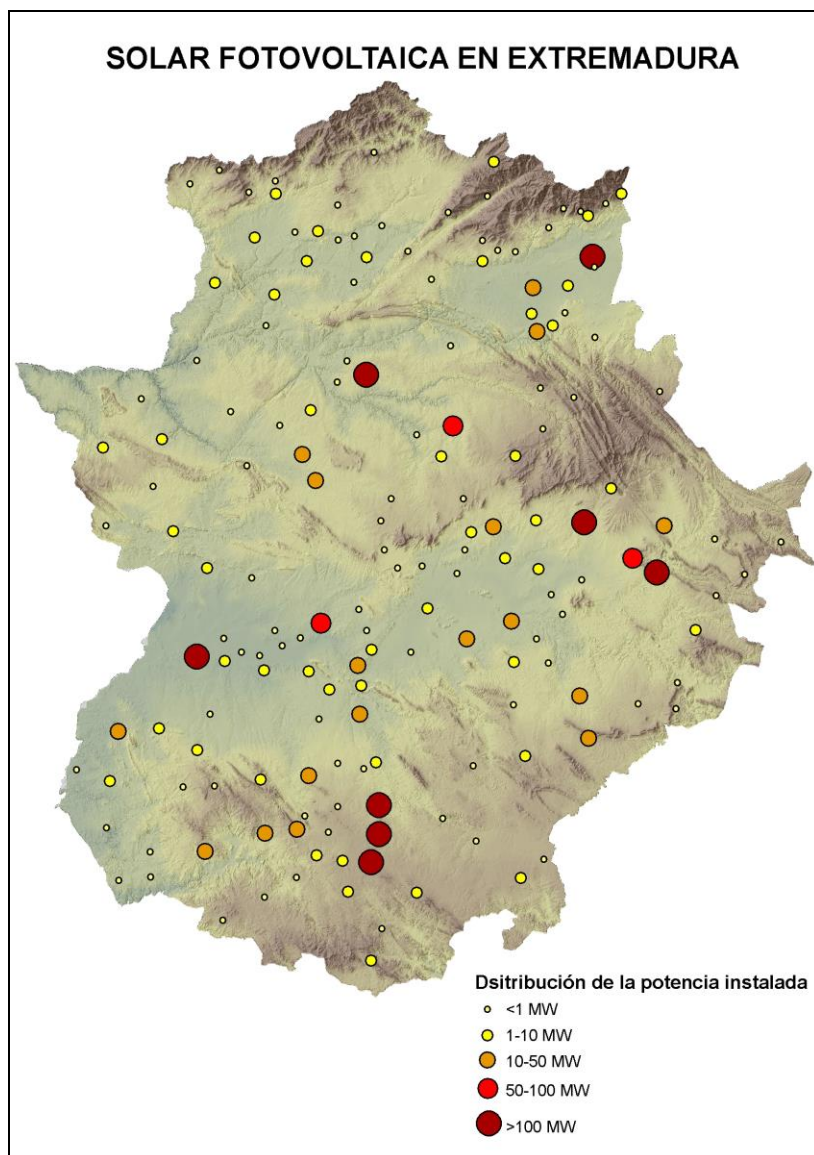 SOLAR FOTOVOLTAICA EN EXTREMADURA
Dsitribución de la potencia instalada
<1 MW
1-10 MW
10-50 MW
50-100 MW
>100 MW